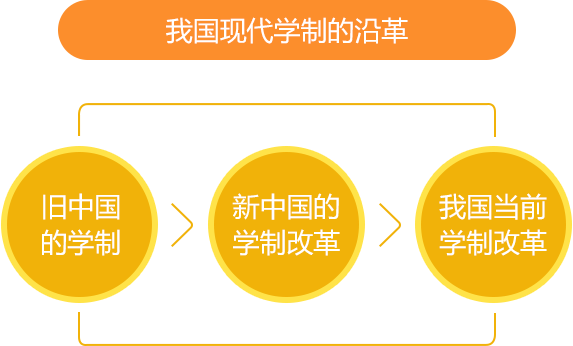 我国现代学制的沿革
旧中国
的学制
新中国的
学制改革
我国当前
学制改革